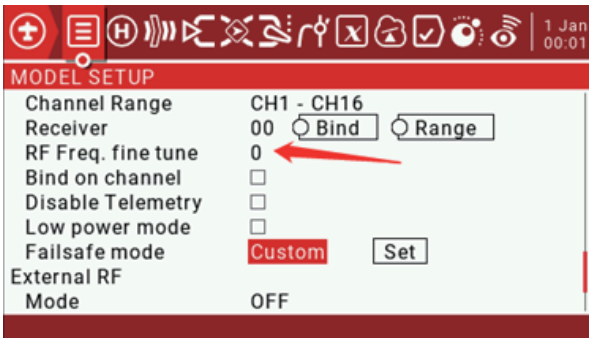 1 Jan
00:01
MODEL SETUP
Channel Range CH1 - CH16
Receiver 00 Bind Range
RF Freq. fine tune 0
Bind on channel
Disable Telemetry
Low power mode
Failsafe mode Custom Set
External RF
Mode OFF